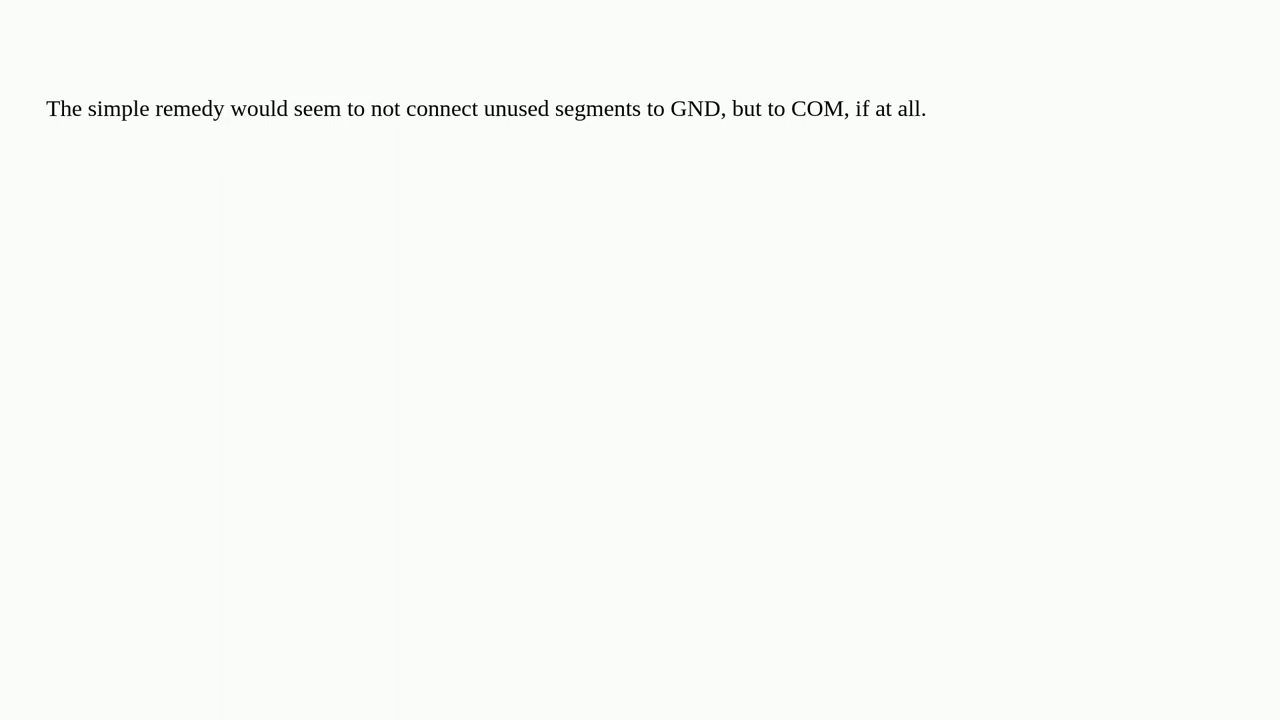 The simple remedy would seem to not connect unused segments to GND, but to COM, if at all.